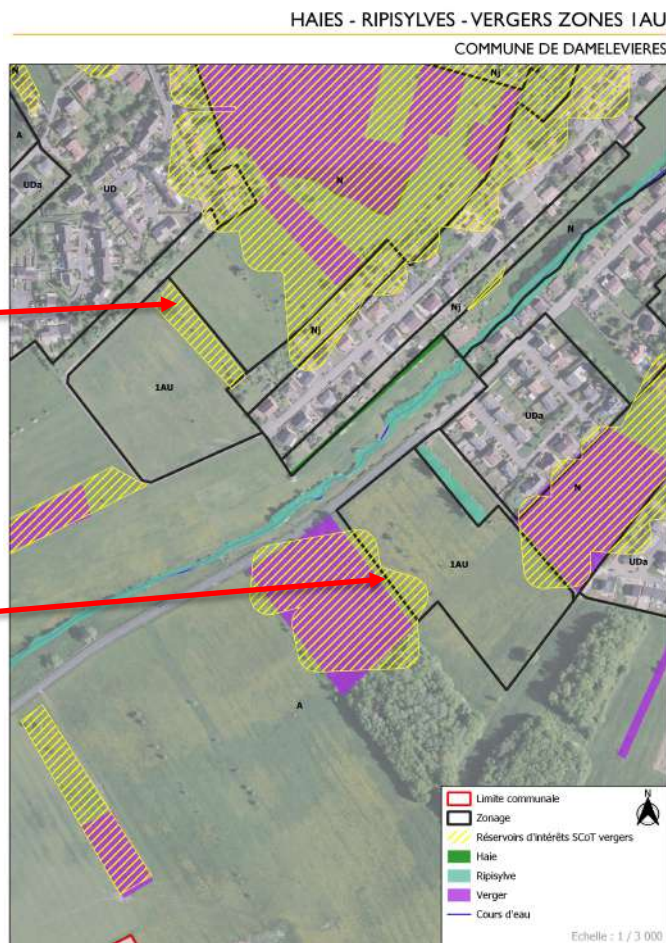 HAIES - RIPISYLVES - VERGERS ZONES 1AU
COMMUNE DE DAMELEVIERES
N
Nj
A
UDa
UD
N
N
Nj
Nj
1AU
UDa
N
1AU
UDa
A
Limite communale
Zonage
Réservoirs d'intérêts SCoT vergers
Haie
Ripisylve
Verger
Cours d'eau
N
Echelle : 1 / 3 000